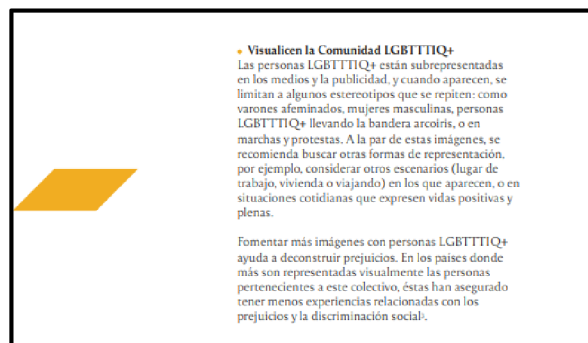 • Visualicen la Comunidad LGBTTTIQ+
Las personas LGBTTTIQ+ están subrepresentadas
en los medios y la publicidad, y cuando aparecen, se
limitan a algunos estereotipos que se repiten: como
varones afeminados, mujeres masculinas, personas
LGBTTTIQ+ llevando la bandera arcoiris, o en
marchas y protestas. A la par de estas imágenes, se
recomienda buscar otras formas de representación,
por ejemplo, considerar otros escenarios (lugar de
trabajo, vivienda o viajando) en los que aparecen, o en
situaciones cotidianas que expresen vidas positivas y
plenas.
Fomentar más imágenes con personas LGBTTTIQ+
ayuda a deconstruir prejuicios. En los países donde
más son representadas visualmente las personas
pertenecientes a este colectivo, éstas han asegurado
tener menos experiencias relacionadas con los
prejuicios y la discriminación social.